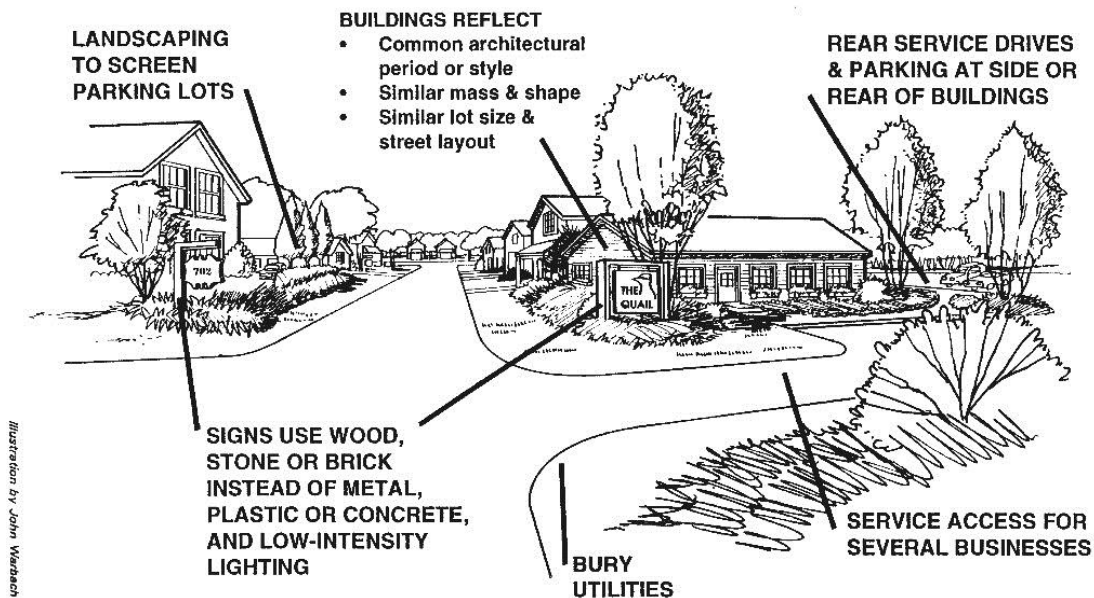 LANDSCAPING
TO SCREEN
PARKING LOTS
BUILDINGS REFLECT
• Common architectural
period or style
• Similar mass & shape
• Similar lot size &
street layout
REAR SERVICE DRIVES
& PARKING AT SIDE OR
REAR OF BUILDINGS
702
THE
QUAIL
SIGNS USE WOOD,
STONE OR BRICK
INSTEAD OF METAL,
PLASTIC OR CONCRETE,
AND LOW-INTENSITY
LIGHTING
BURY
UTILITIES
SERVICE ACCESS FOR
SEVERAL BUSINESSES
Illustration by John Warbach